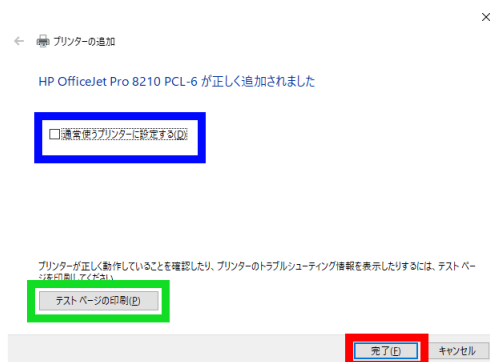 プリンターの追加
HP OfficeJet Pro 8210 PCL-6 が正しく追加されました
通常使うプリンターに設定する(D)
プリンターが正しく動作していることを確認したり、プリンターのトラブルシューティング情報を表示したりするには、テスト ペー
ジを印刷してください。
テスト ページの印刷(P)
完了(F)
キャンセル